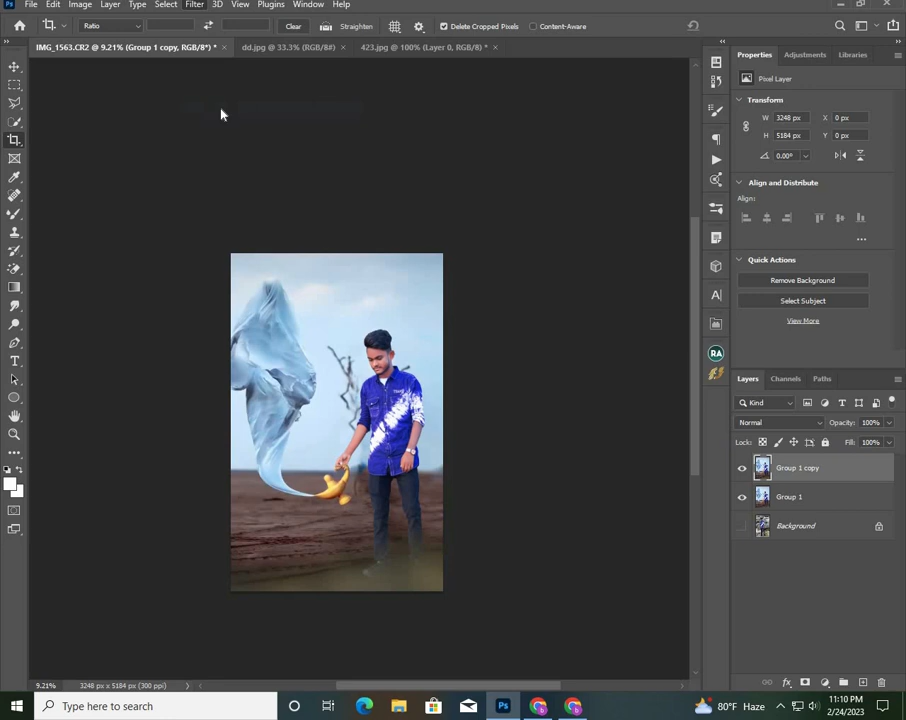 File Edit Image Layer Type Select Filter 3D View Plugins Window Help
Ratio Clear Straighten Delete Cropped Pixels Content-Aware
IMG_1563.CR2 @ 9.21% (Group 1 copy, RGB/8*) * × dd.jpg @ 33.3% (RGB/8#) × 423.jpg @ 100% (Layer 0, RGB/8) * ×
Properties Adjustments Libraries
Pixel Layer
Transform
W 3248 px X 0 px
H 5184 px Y 0 px
0.00°
Align and Distribute
Align:
Quick Actions
Remove Background
Select Subject
View More
RA
Layers Channels Paths
Kind
Normal Opacity: 100%
Lock: Fill: 100%
Group 1 copy
Group 1
Background
9.21% 3248 px x 5184 px (300 ppi)
Type here to search
Ps
80°F Haze
11:10 PM
2/24/2023